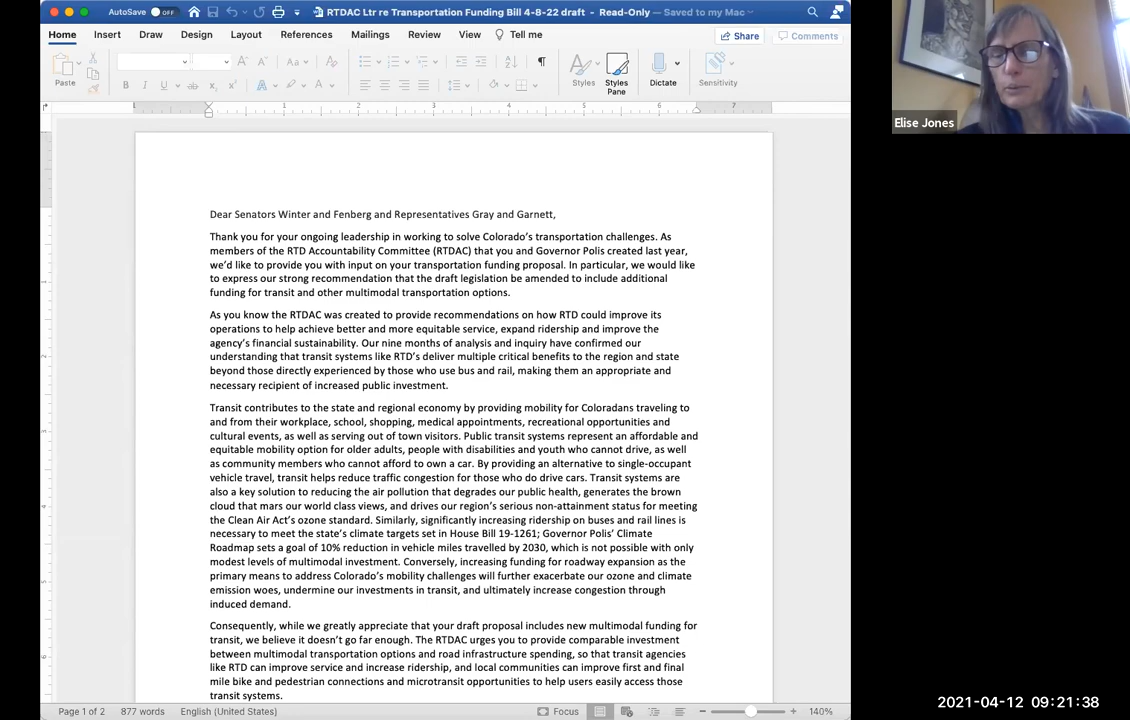 AutoSave OFF
RTDAC Ltr re Transportation Funding Bill 4-8-22 draft - Read-Only — Saved to my Mac
Home Insert Draw Design Layout References Mailings Review View Tell me
Share Comments
Paste
Styles Styles Pane Dictate Sensitivity
1 1 2 3 4 5 6 7
Dear Senators Winter and Fenberg and Representatives Gray and Garnett,
Thank you for your ongoing leadership in working to solve Colorado's transportation challenges. As
members of the RTD Accountability Committee (RTDAC) that you and Governor Polis created last year,
we'd like to provide you with input on your transportation funding proposal. In particular, we would like
to express our strong recommendation that the draft legislation be amended to include additional
funding for transit and other multimodal transportation options.
As you know the RTDAC was created to provide recommendations on how RTD could improve its
operations to help achieve better and more equitable service, expand ridership and improve the
agency's financial sustainability. Our nine months of analysis and inquiry have confirmed our
understanding that transit systems like RTD's deliver multiple critical benefits to the region and state
beyond those directly experienced by those who use bus and rail, making them an appropriate and
necessary recipient of increased public investment.
Transit contributes to the state and regional economy by providing mobility for Coloradans traveling to
and from their workplace, school, shopping, medical appointments, recreational opportunities and
cultural events, as well as serving out of town visitors. Public transit systems represent an affordable and
equitable mobility option for older adults, people with disabilities and youth who cannot drive, as well
as community members who cannot afford to own a car. By providing an alternative to single-occupant
vehicle travel, transit helps reduce traffic congestion for those who do drive cars. Transit systems are
also a key solution to reducing the air pollution that degrades our public health, generates the brown
cloud that mars our world class views, and drives our region's serious non-attainment status for meeting
the Clean Air Act's ozone standard. Similarly, significantly increasing ridership on buses and rail lines is
necessary to meet the state's climate targets set in House Bill 19-1261; Governor Polis' Climate
Roadmap sets a goal of 10% reduction in vehicle miles travelled by 2030, which is not possible with only
modest levels of multimodal investment. Conversely, increasing funding for roadway expansion as the
primary means to address Colorado's mobility challenges will further exacerbate our ozone and climate
emission woes, undermine our investments in transit, and ultimately increase congestion through
induced demand.
Consequently, while we greatly appreciate that your draft proposal includes new multimodal funding for
transit, we believe it doesn't go far enough. The RTDAC urges you to provide comparable investment
between multimodal transportation options and road infrastructure spending, so that transit agencies
like RTD can improve service and increase ridership, and local communities can improve first and final
mile bike and pedestrian connections and microtransit opportunities to help users easily access those
transit systems.
Page 1 of 2 877 words English (United States) Focus 140%
Elise Jones
2021-04-12 09:21:38